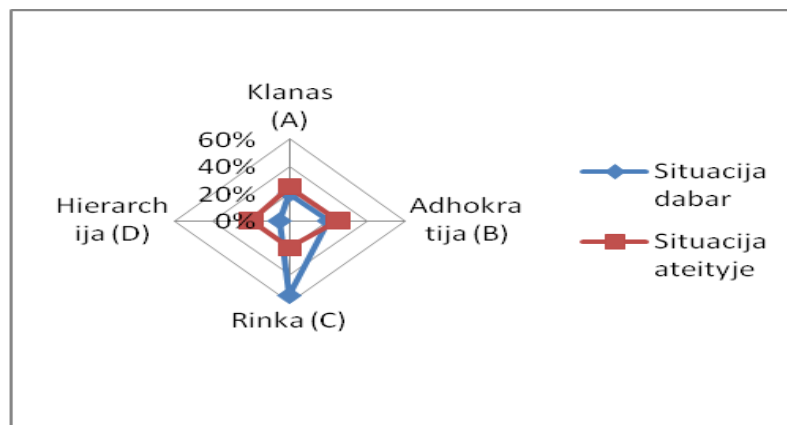 Klanas
(A)
60%
40%
20%
0%
Hierarch
ija (D)
Adhokra
tija (B)
Rinka (C)
Situacija
dabar
Situacija
ateityje